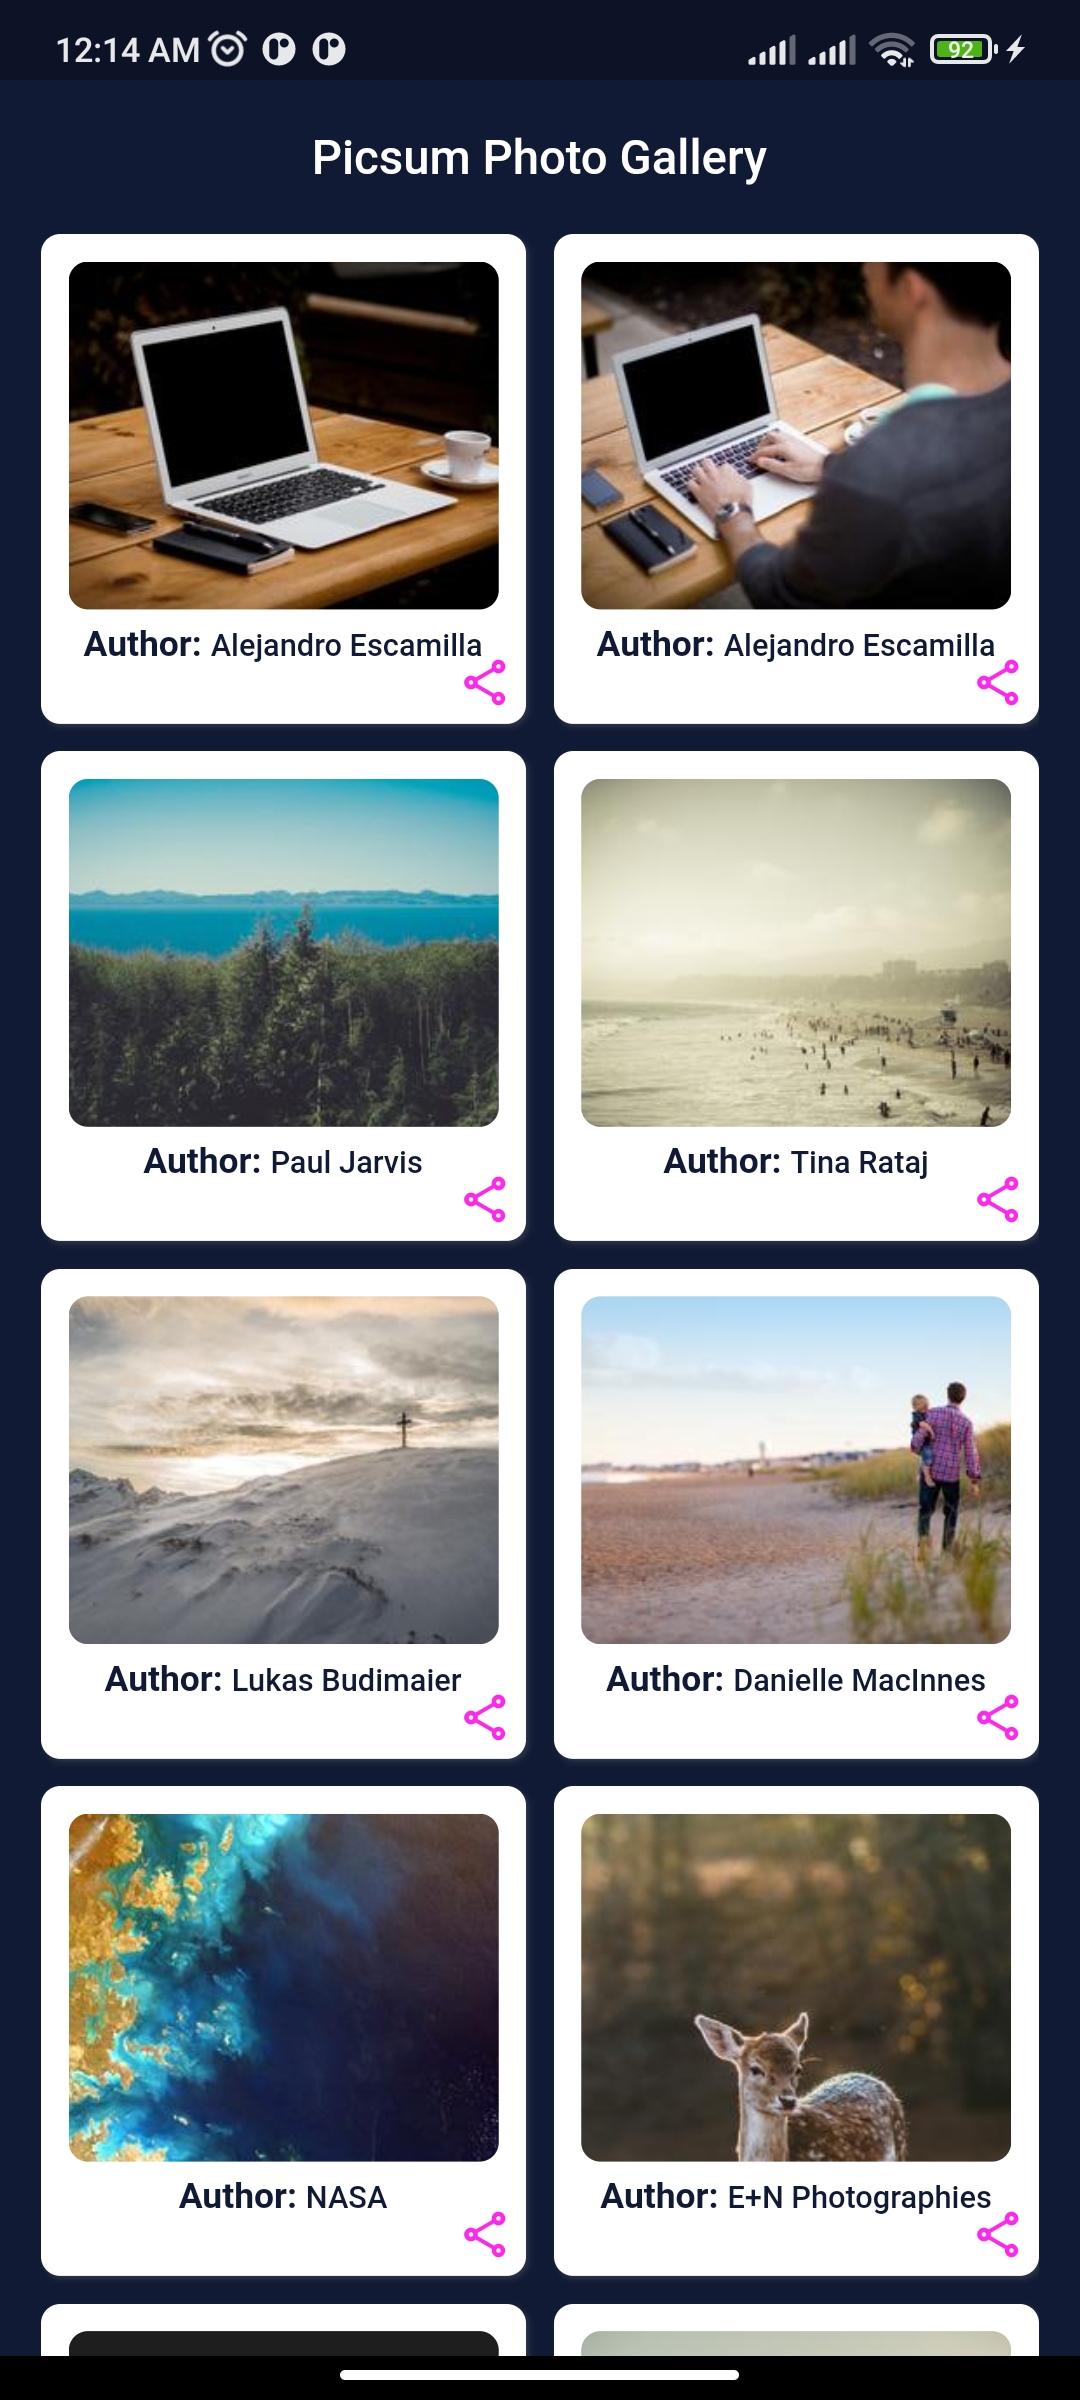 12:14 AM
92
Picsum Photo Gallery
Author: Alejandro Escamilla
Author: Alejandro Escamilla
Author: Paul Jarvis
Author: Tina Rataj
Author: Lukas Budimaier
Author: Danielle MacInnes
Author: NASA
Author: E+N Photographies